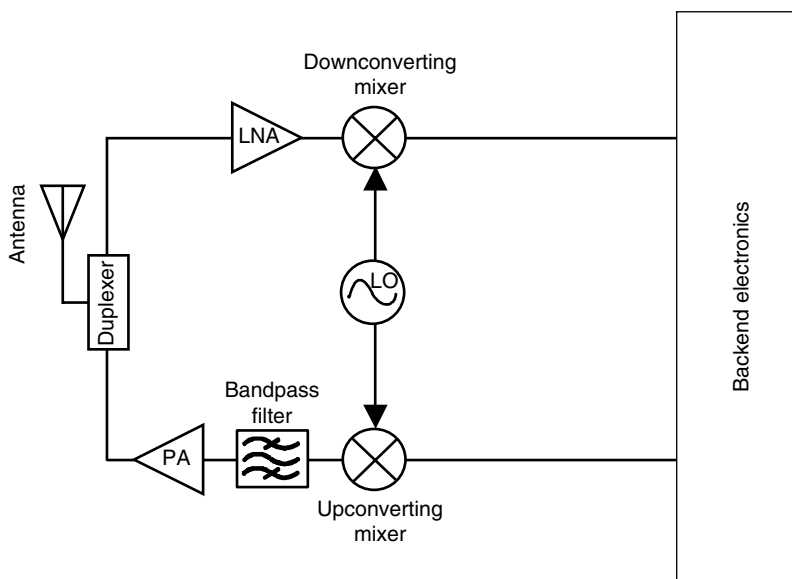 Downconverting
mixer
LNA
Antenna
Duplexer
LO
Backend electronics
Bandpass
filter
PA
Upconverting
mixer